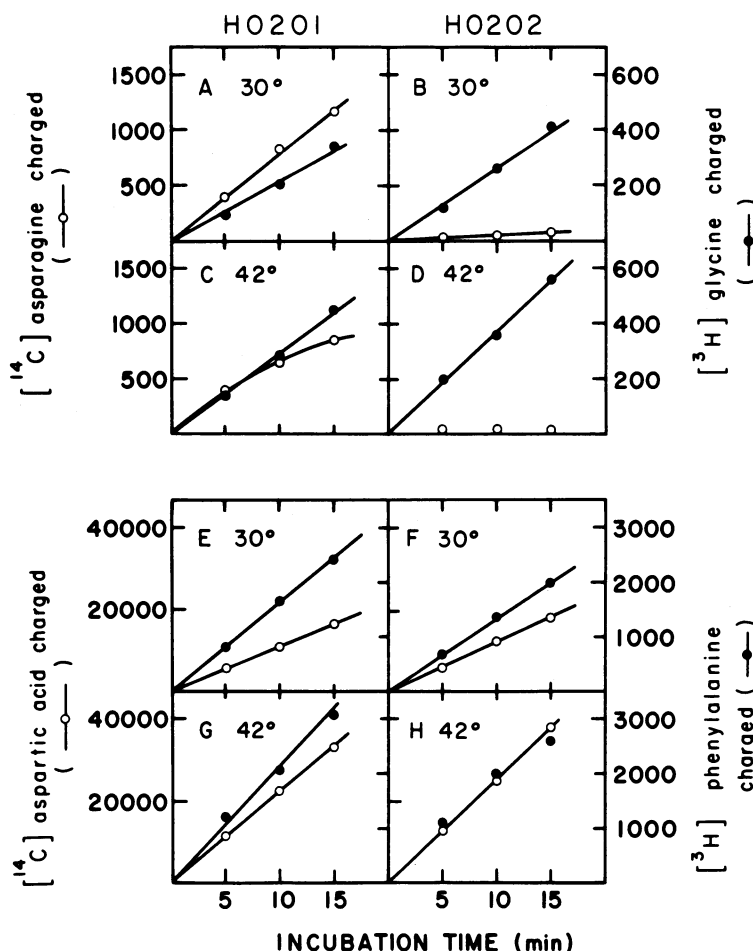 HO201 HO202
A 30°
B 30°
C 42°
D 42°
1500
1000
500
1500
1000
500
600
400
200
600
400
200
[14C] asparagine charged
( )
[3H] glycine charged
( )
E 30°
F 30°
G 42°
H 42°
40000
20000
40000
20000
3000
2000
1000
3000
2000
1000
[14C] aspartic acid charged
( )
[3H] phenylalanine
charged ( )
5 10 15 5 10 15
INCUBATION TIME (min)